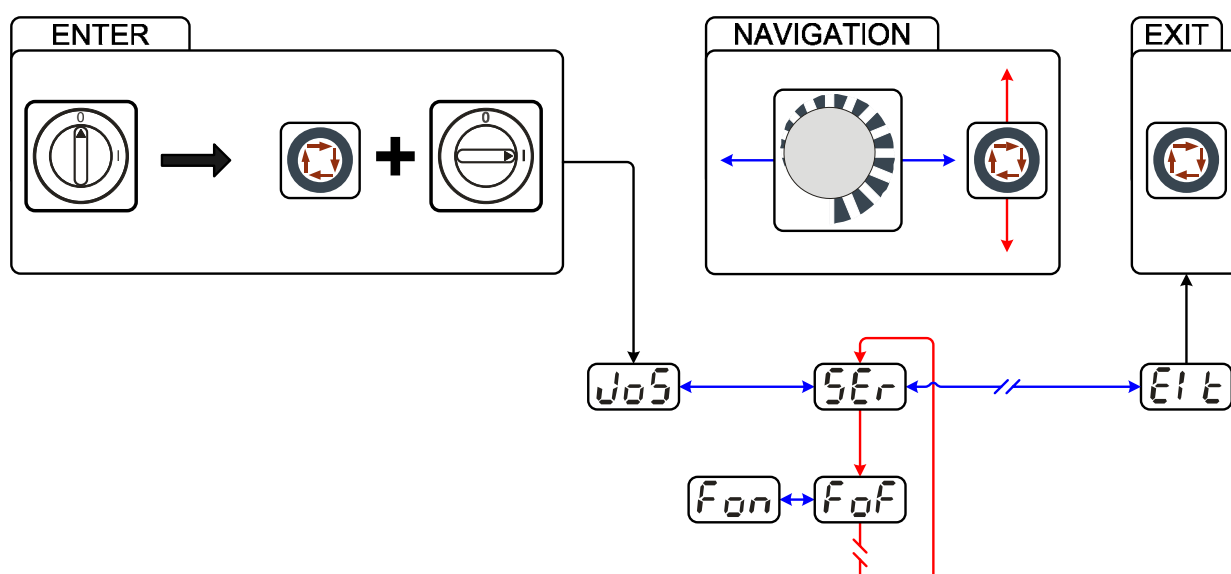 ENTER
NAVIGATION
EXIT
0
I
0
I
JoS
SEr
EIt
Fon
FoF